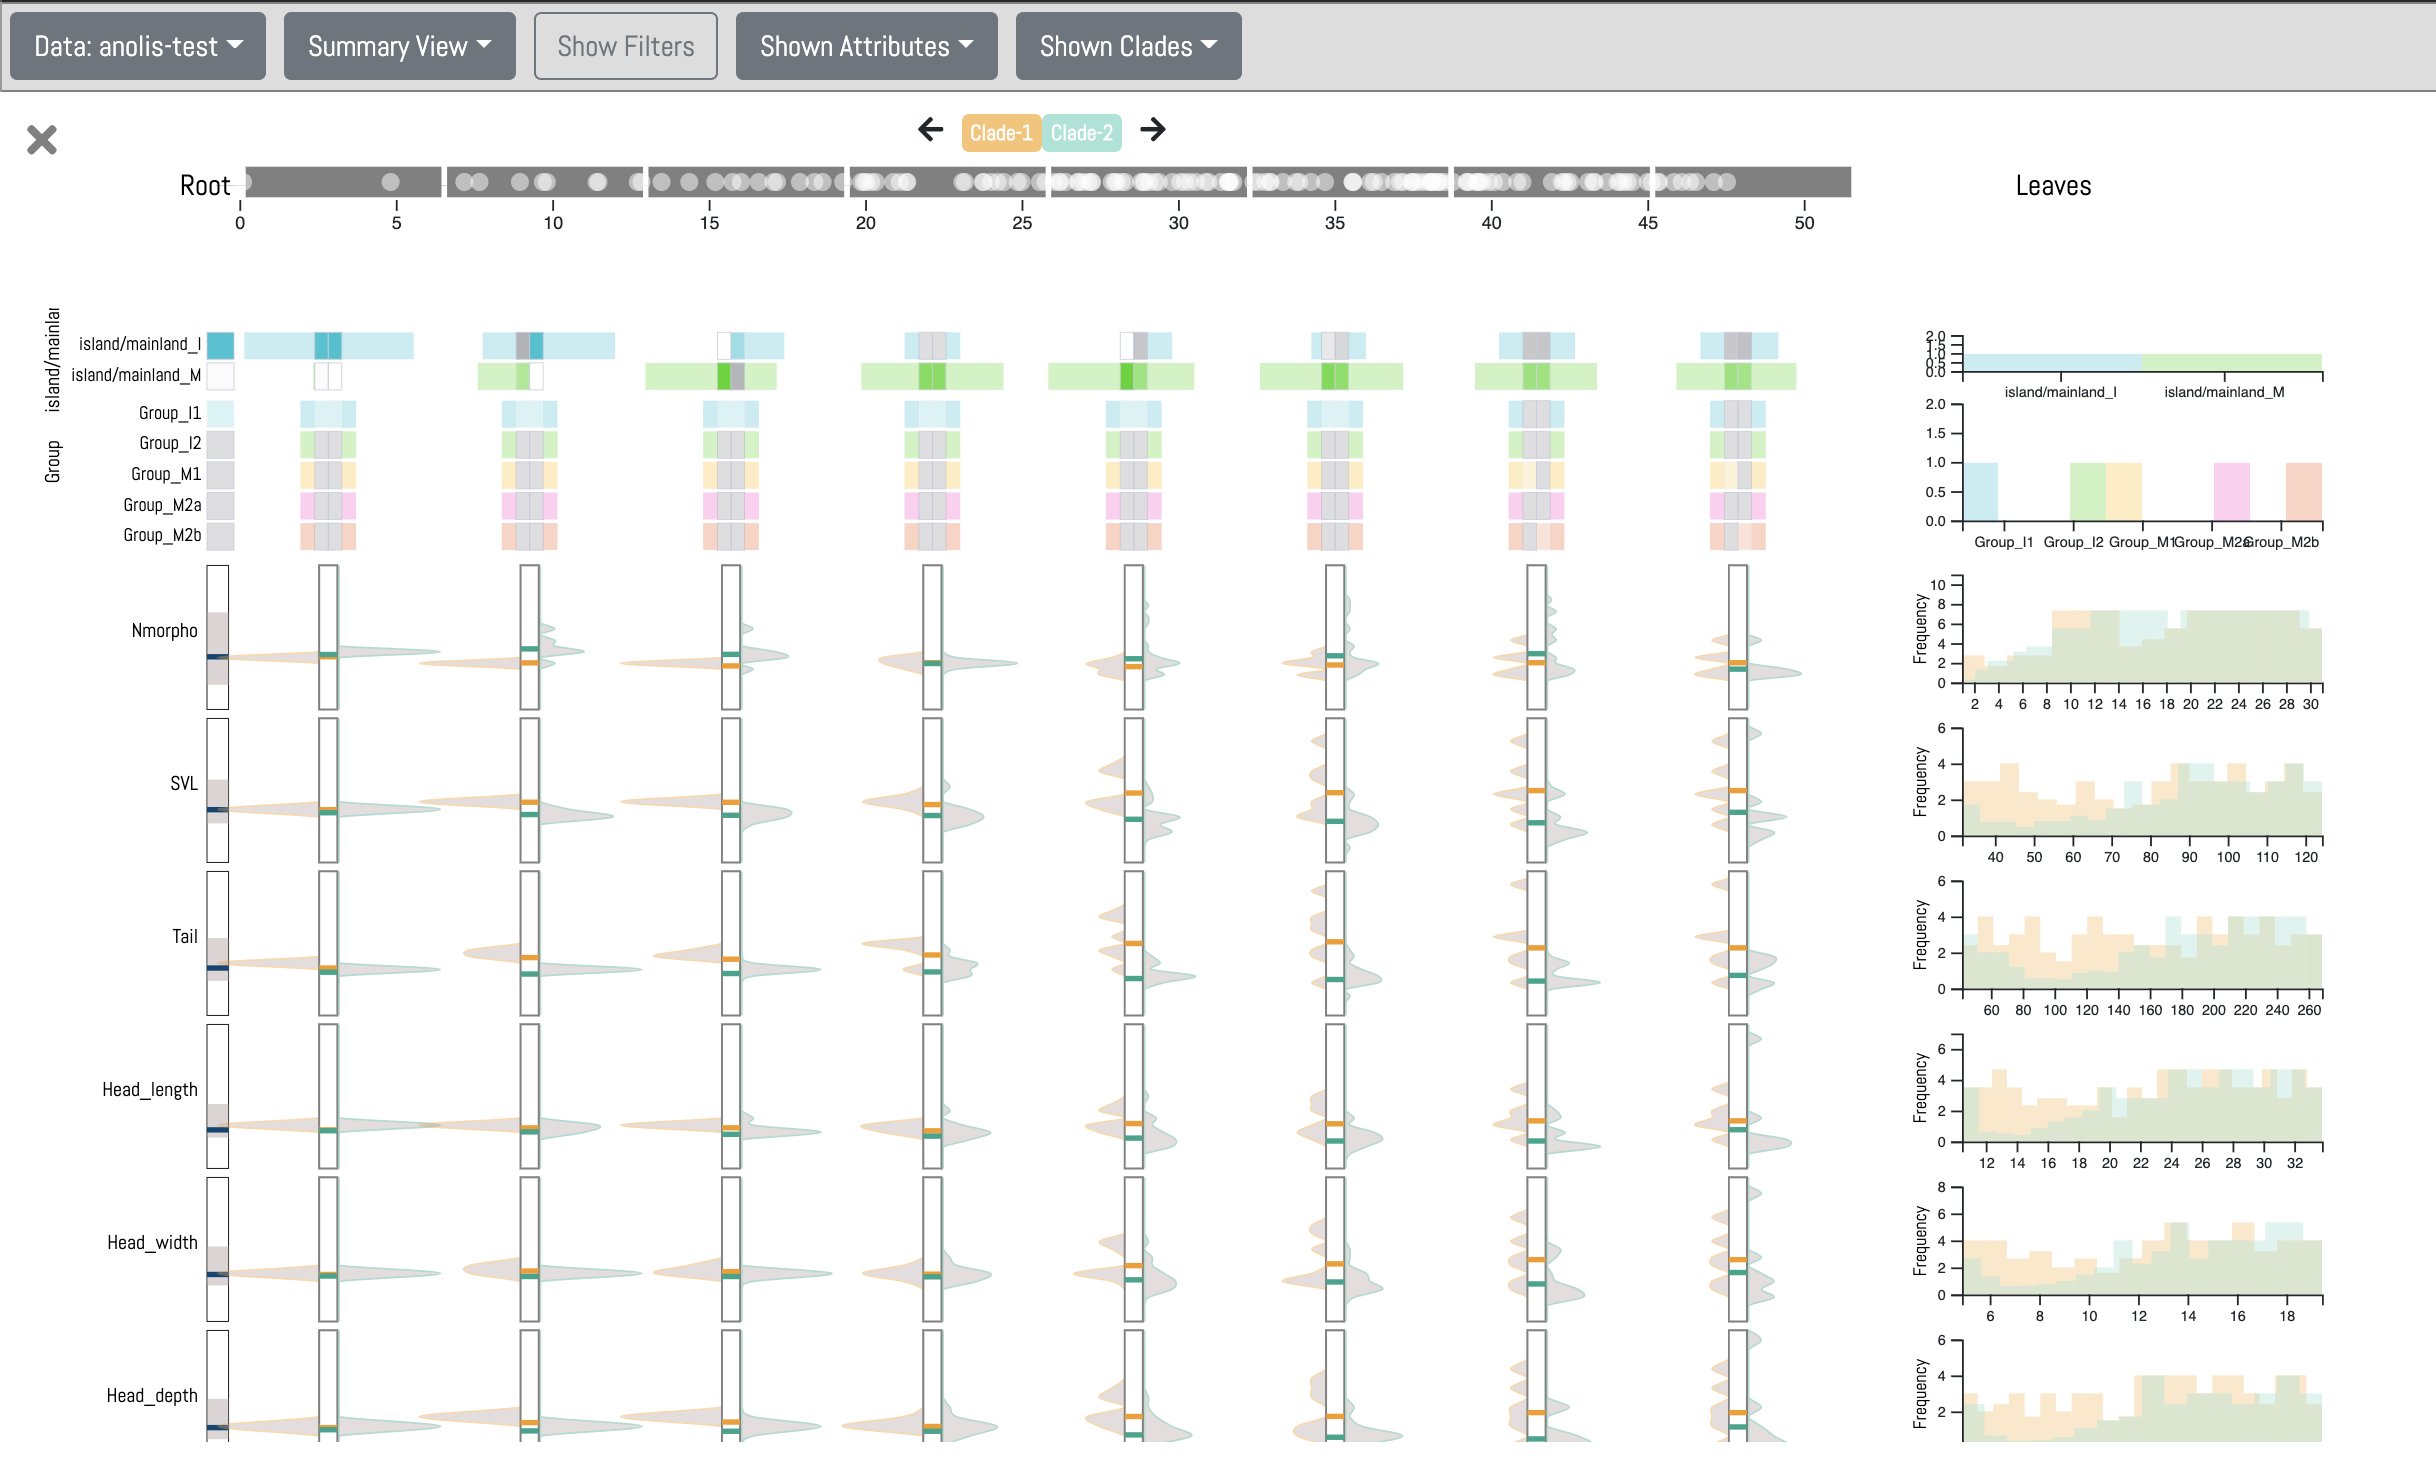 Data: anolis-test Summary View Show Filters Shown Attributes Shown Clades
Clade-1 Clade-2
Root Leaves
0 5 10 15 20 25 30 35 40 45 50
island/mainlan
island/mainland_I
island/mainland_M
Group
Group_I1
Group_I2
Group_M1
Group_M2a
Group_M2b
2.0
1.5
1.0
0.5
0.0
island/mainland_I island/mainland_M
2.0
1.5
1.0
0.5
0.0
Group_I1 Group_I2 Group_M1 Group_M2a Group_M2b
Nmorpho
Frequency
10
8
6
4
2
0
2 4 6 8 10 12 14 16 18 20 22 24 26 28 30
SVL
Frequency
6
4
2
0
40 50 60 70 80 90 100 110 120
Tail
Frequency
6
4
2
0
60 80 100 120 140 160 180 200 220 240 260
Head_length
Frequency
6
4
2
0
12 14 16 18 20 22 24 26 28 30 32
Head_width
Frequency
8
6
4
2
0
6 8 10 12 14 16 18
Head_depth
Frequency
6
4
2